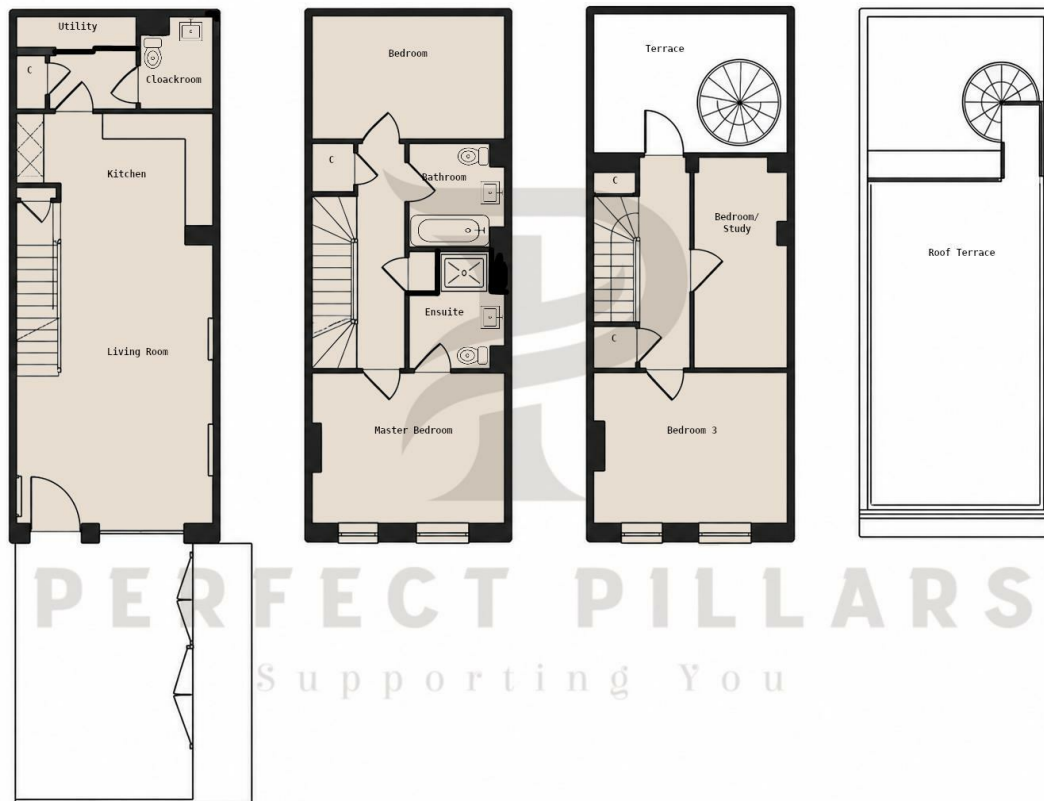 Utility
C
Cloackroom
Kitchen
Living Room
Bedroom
C
Bathroom
Ensuite
Master Bedroom
Terrace
C
Bedroom/
Study
C
Bedroom 3
Roof Terrace
PERFECT PILLARS
Supporting You